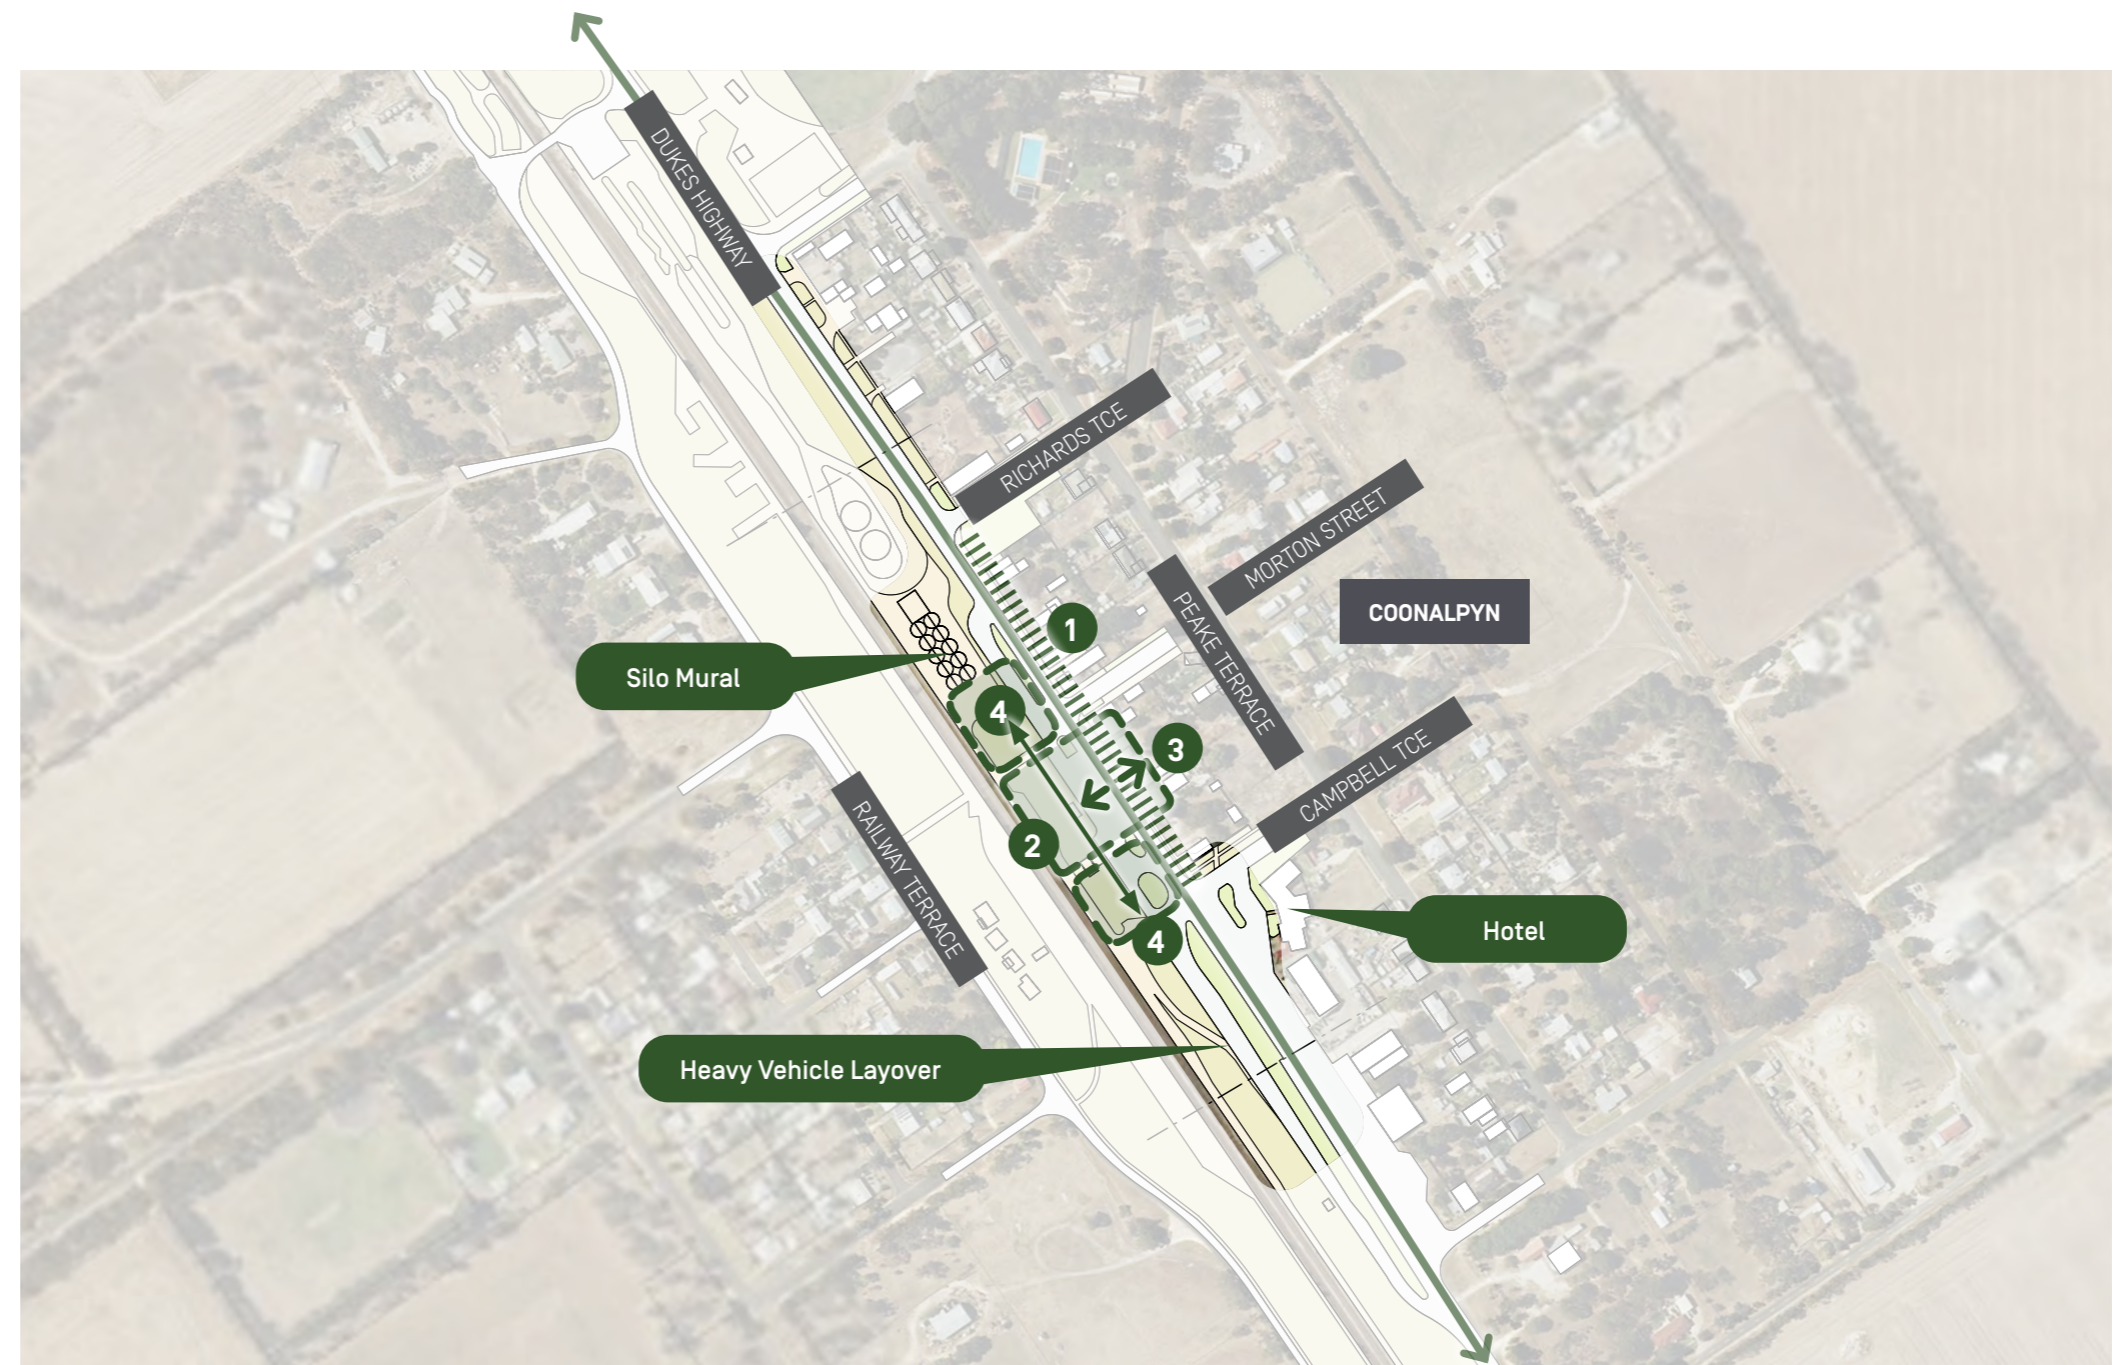 DUKES HIGHWAY
RICHARDS TCE
MORTON STREET
PEAKE TERRACE
COONALPYN
1
Silo Mural
4
3
CAMPBELL TCE
RAILWAY TERRACE
2
Hotel
4
Heavy Vehicle Layover